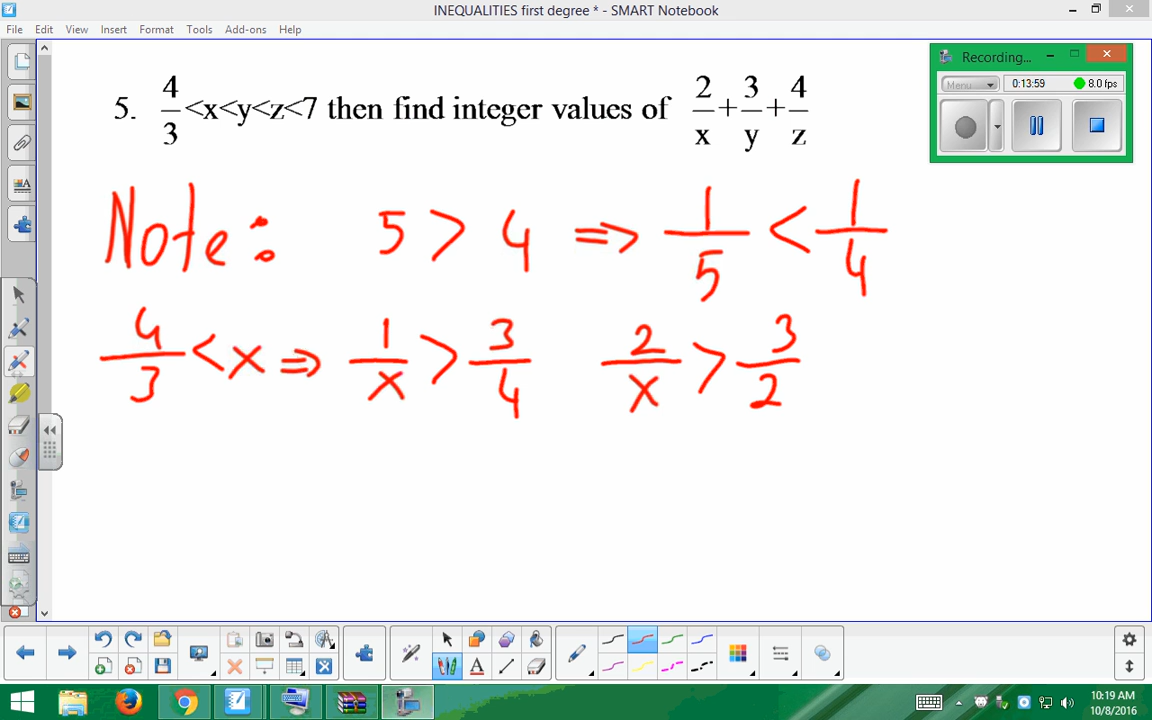 INEQUALITIES first degree * - SMART Notebook
File Edit View Insert Format Tools Add-ons Help
Recording...
Menu 0:13:59 8.0 fps
5. 4/3 <x<y<z<7 then find integer values of 2/x + 3/y + 4/z
Note: 5 > 4 ⇒ 1/5 < 1/4
4/3 < x ⇒ 1/x > 3/4 2/x > 3/2
10:19 AM
10/8/2016